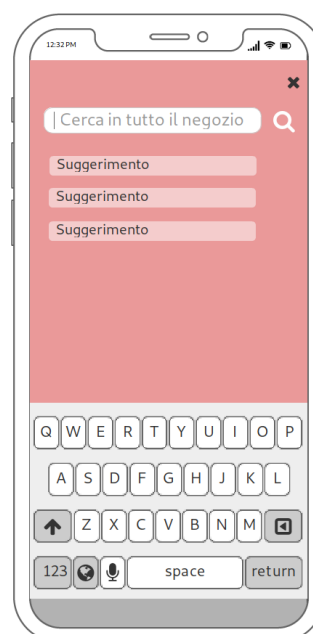 12:32 PM
Cerca in tutto il negozio
Suggerimento
Suggerimento
Suggerimento
Q W E R T Y U I O P
A S D F G H J K L
Z X C V B N M
123 space return